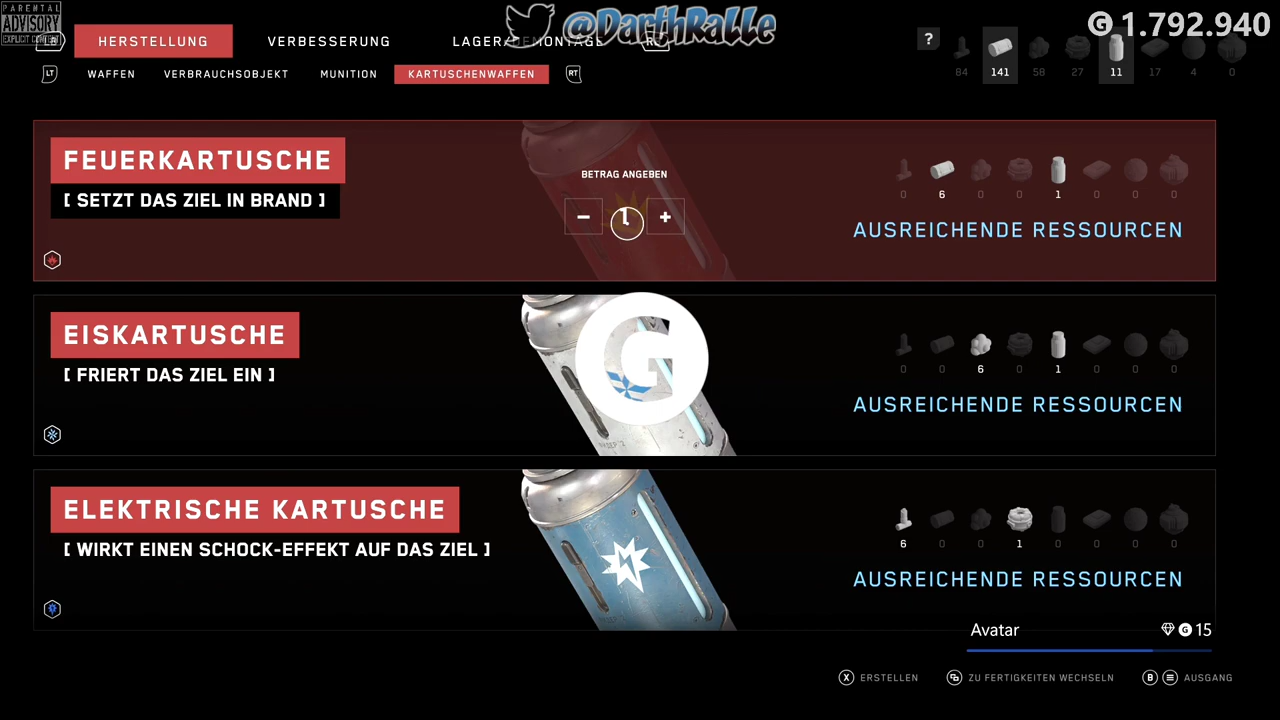 PARENTAL
ADVISORY
EXPLICIT CONTENT
@DarthRalle
G 1.792.940
HERSTELLUNG
VERBESSERUNG
LAGER/DEMONTAGE
?
LT
WAFFEN
VERBRAUCHSOBJEKT
MUNITION
KARTUSCHENWAFFEN
RT
84 141 58 27 11 17 4 0
FEUERKARTUSCHE
[ SETZT DAS ZIEL IN BRAND ]
BETRAG ANGEBEN
− 1 +
0 6 0 0 1 0 0 0
AUSREICHENDE RESSOURCEN
EISKARTUSCHE
[ FRIERT DAS ZIEL EIN ]
G
0 0 6 0 1 0 0 0
AUSREICHENDE RESSOURCEN
ELEKTRISCHE KARTUSCHE
[ WIRKT EINEN SCHOCK-EFFEKT AUF DAS ZIEL ]
6 0 0 1 0 0 0 0
AUSREICHENDE RESSOURCEN
Avatar G 15
X ERSTELLEN
ZU FERTIGKEITEN WECHSELN
B AUSGANG